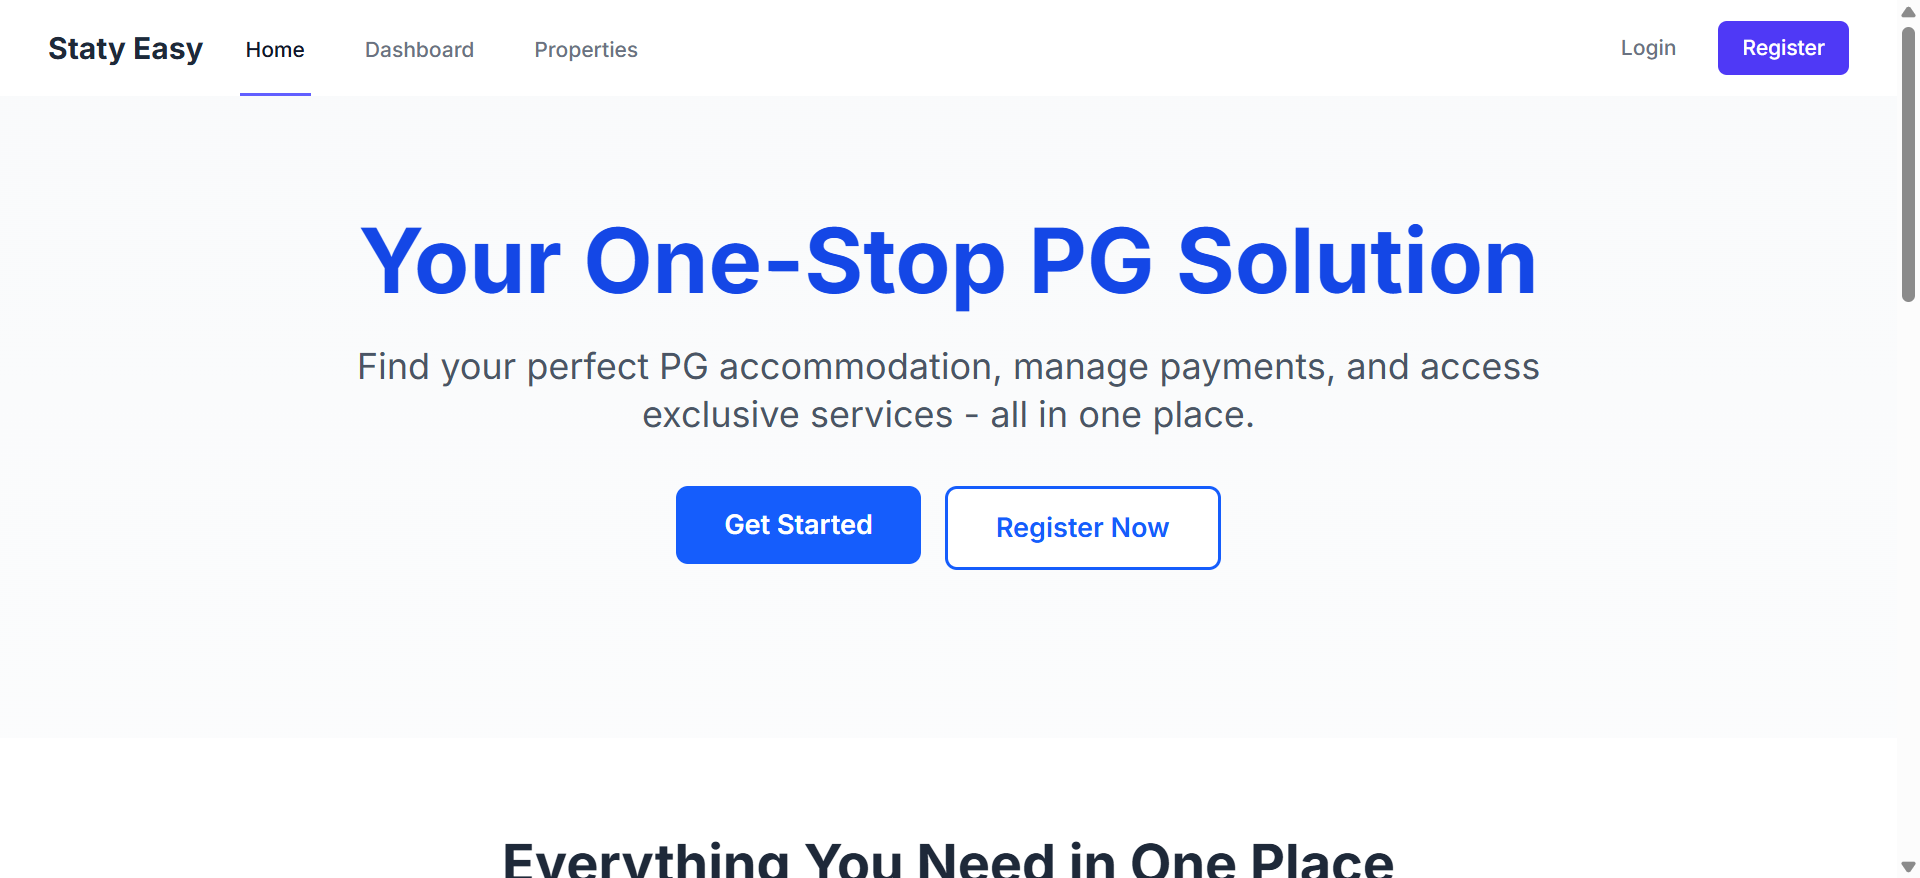 Staty Easy
Home
Dashboard
Properties
Login
Register
Your One-Stop PG Solution
Find your perfect PG accommodation, manage payments, and access
exclusive services - all in one place.
Get Started
Register Now
Everything You Need in One Place